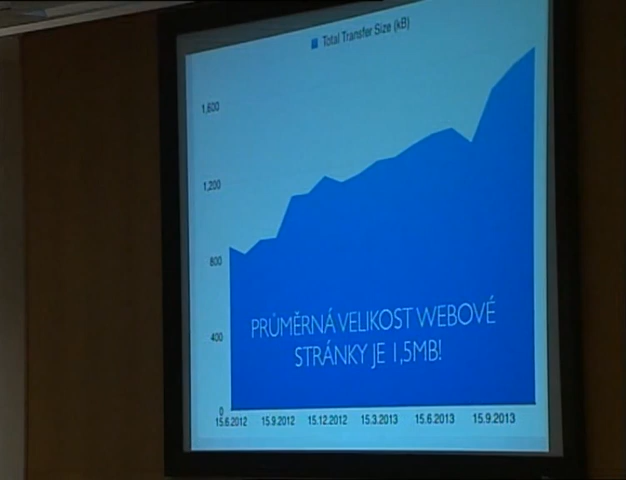 Total Transfer Size (kB)
1,600
1,200
800
400
0
15.6.2012 15.9.2012 15.12.2012 15.3.2013 15.6.2013 15.9.2013
PRŮMĚRNÁ VELIKOST WEBOVÉ
STRÁNKY JE 1,5MB!